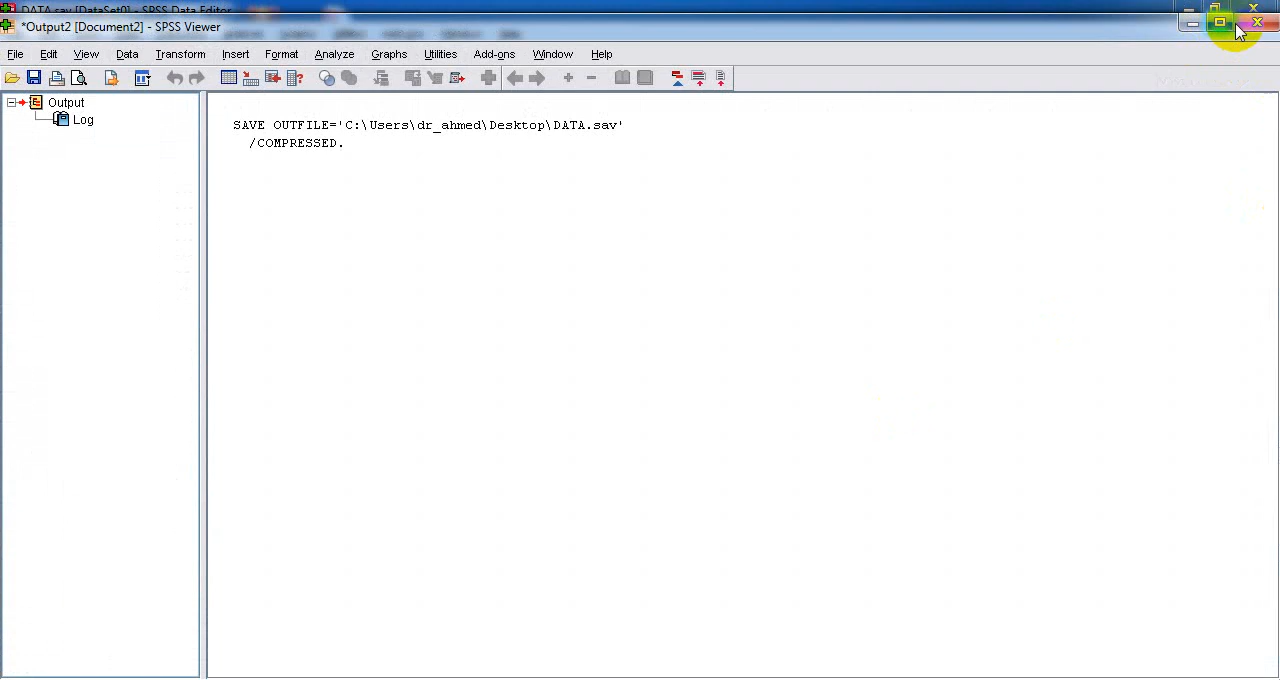 DATA.sav [DataSet0] - SPSS Data Editor
*Output2 [Document2] - SPSS Viewer
File Edit View Data Transform Insert Format Analyze Graphs Utilities Add-ons Window Help
Output
Log
SAVE OUTFILE='C:\Users\dr_ahmed\Desktop\DATA.sav'
/COMPRESSED.